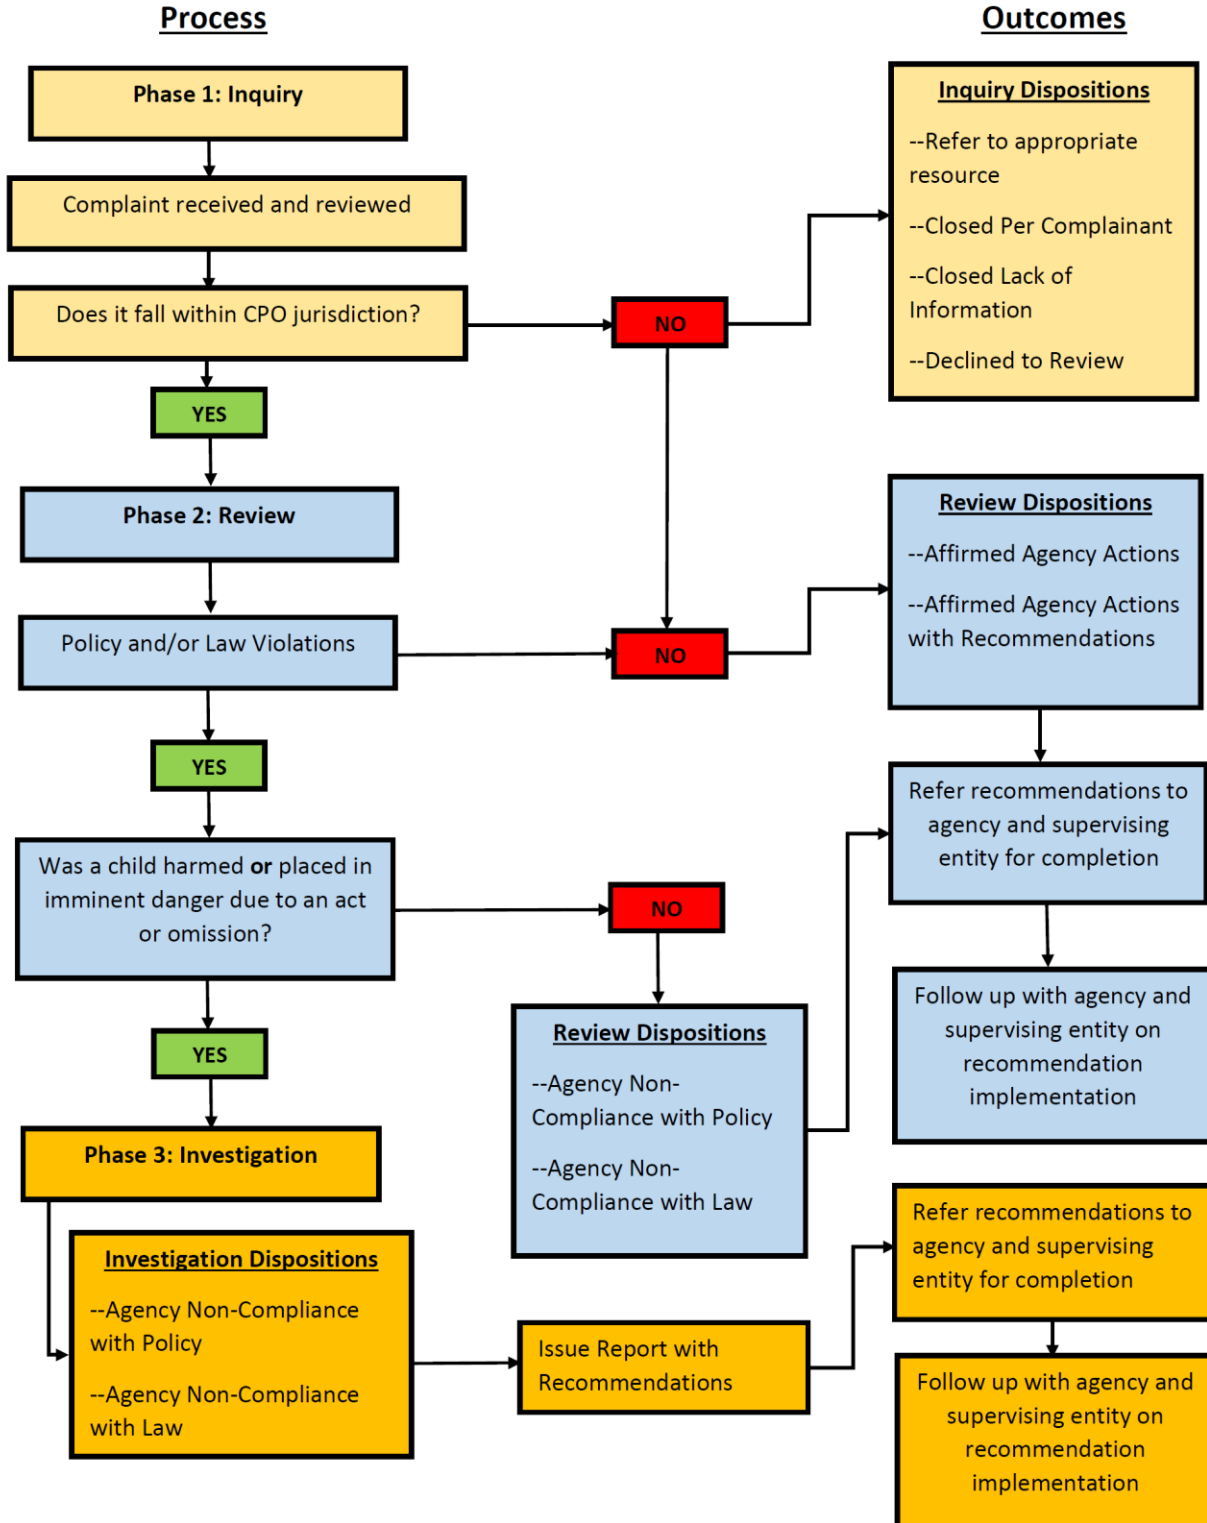 Process
Outcomes
Phase 1: Inquiry
Complaint received and reviewed
Does it fall within CPO jurisdiction?
NO
YES
Inquiry Dispositions
--Refer to appropriate
resource
--Closed Per Complainant
--Closed Lack of
Information
--Declined to Review
Phase 2: Review
Policy and/or Law Violations
NO
YES
Review Dispositions
--Affirmed Agency Actions
--Affirmed Agency Actions
with Recommendations
Was a child harmed or placed in
imminent danger due to an act
or omission?
NO
YES
Refer recommendations to
agency and supervising
entity for completion
Follow up with agency and
supervising entity on
recommendation
implementation
Review Dispositions
--Agency Non-
Compliance with Policy
--Agency Non-
Compliance with Law
Phase 3: Investigation
Investigation Dispositions
--Agency Non-Compliance
with Policy
--Agency Non-Compliance
with Law
Issue Report with
Recommendations
Refer recommendations to
agency and supervising
entity for completion
Follow up with agency and
supervising entity on
recommendation
implementation